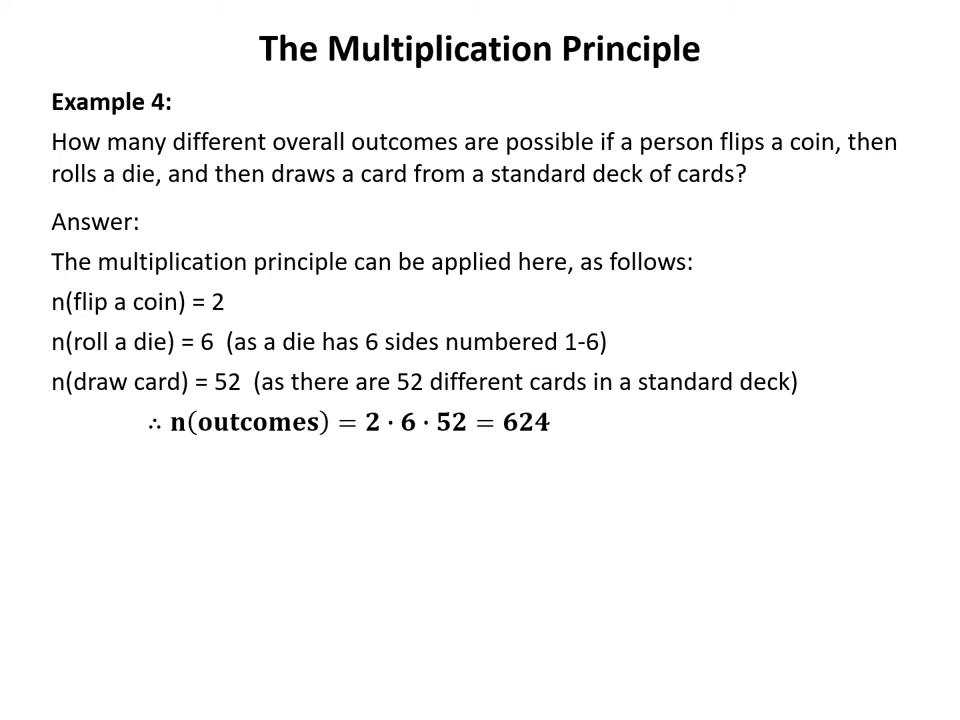 The Multiplication Principle
Example 4:
How many different overall outcomes are possible if a person flips a coin, then
rolls a die, and then draws a card from a standard deck of cards?
Answer:
The multiplication principle can be applied here, as follows:
n(flip a coin) = 2
n(roll a die) = 6  (as a die has 6 sides numbered 1-6)
n(draw card) = 52  (as there are 52 different cards in a standard deck)
∴ n(outcomes) = 2 · 6 · 52 = 624